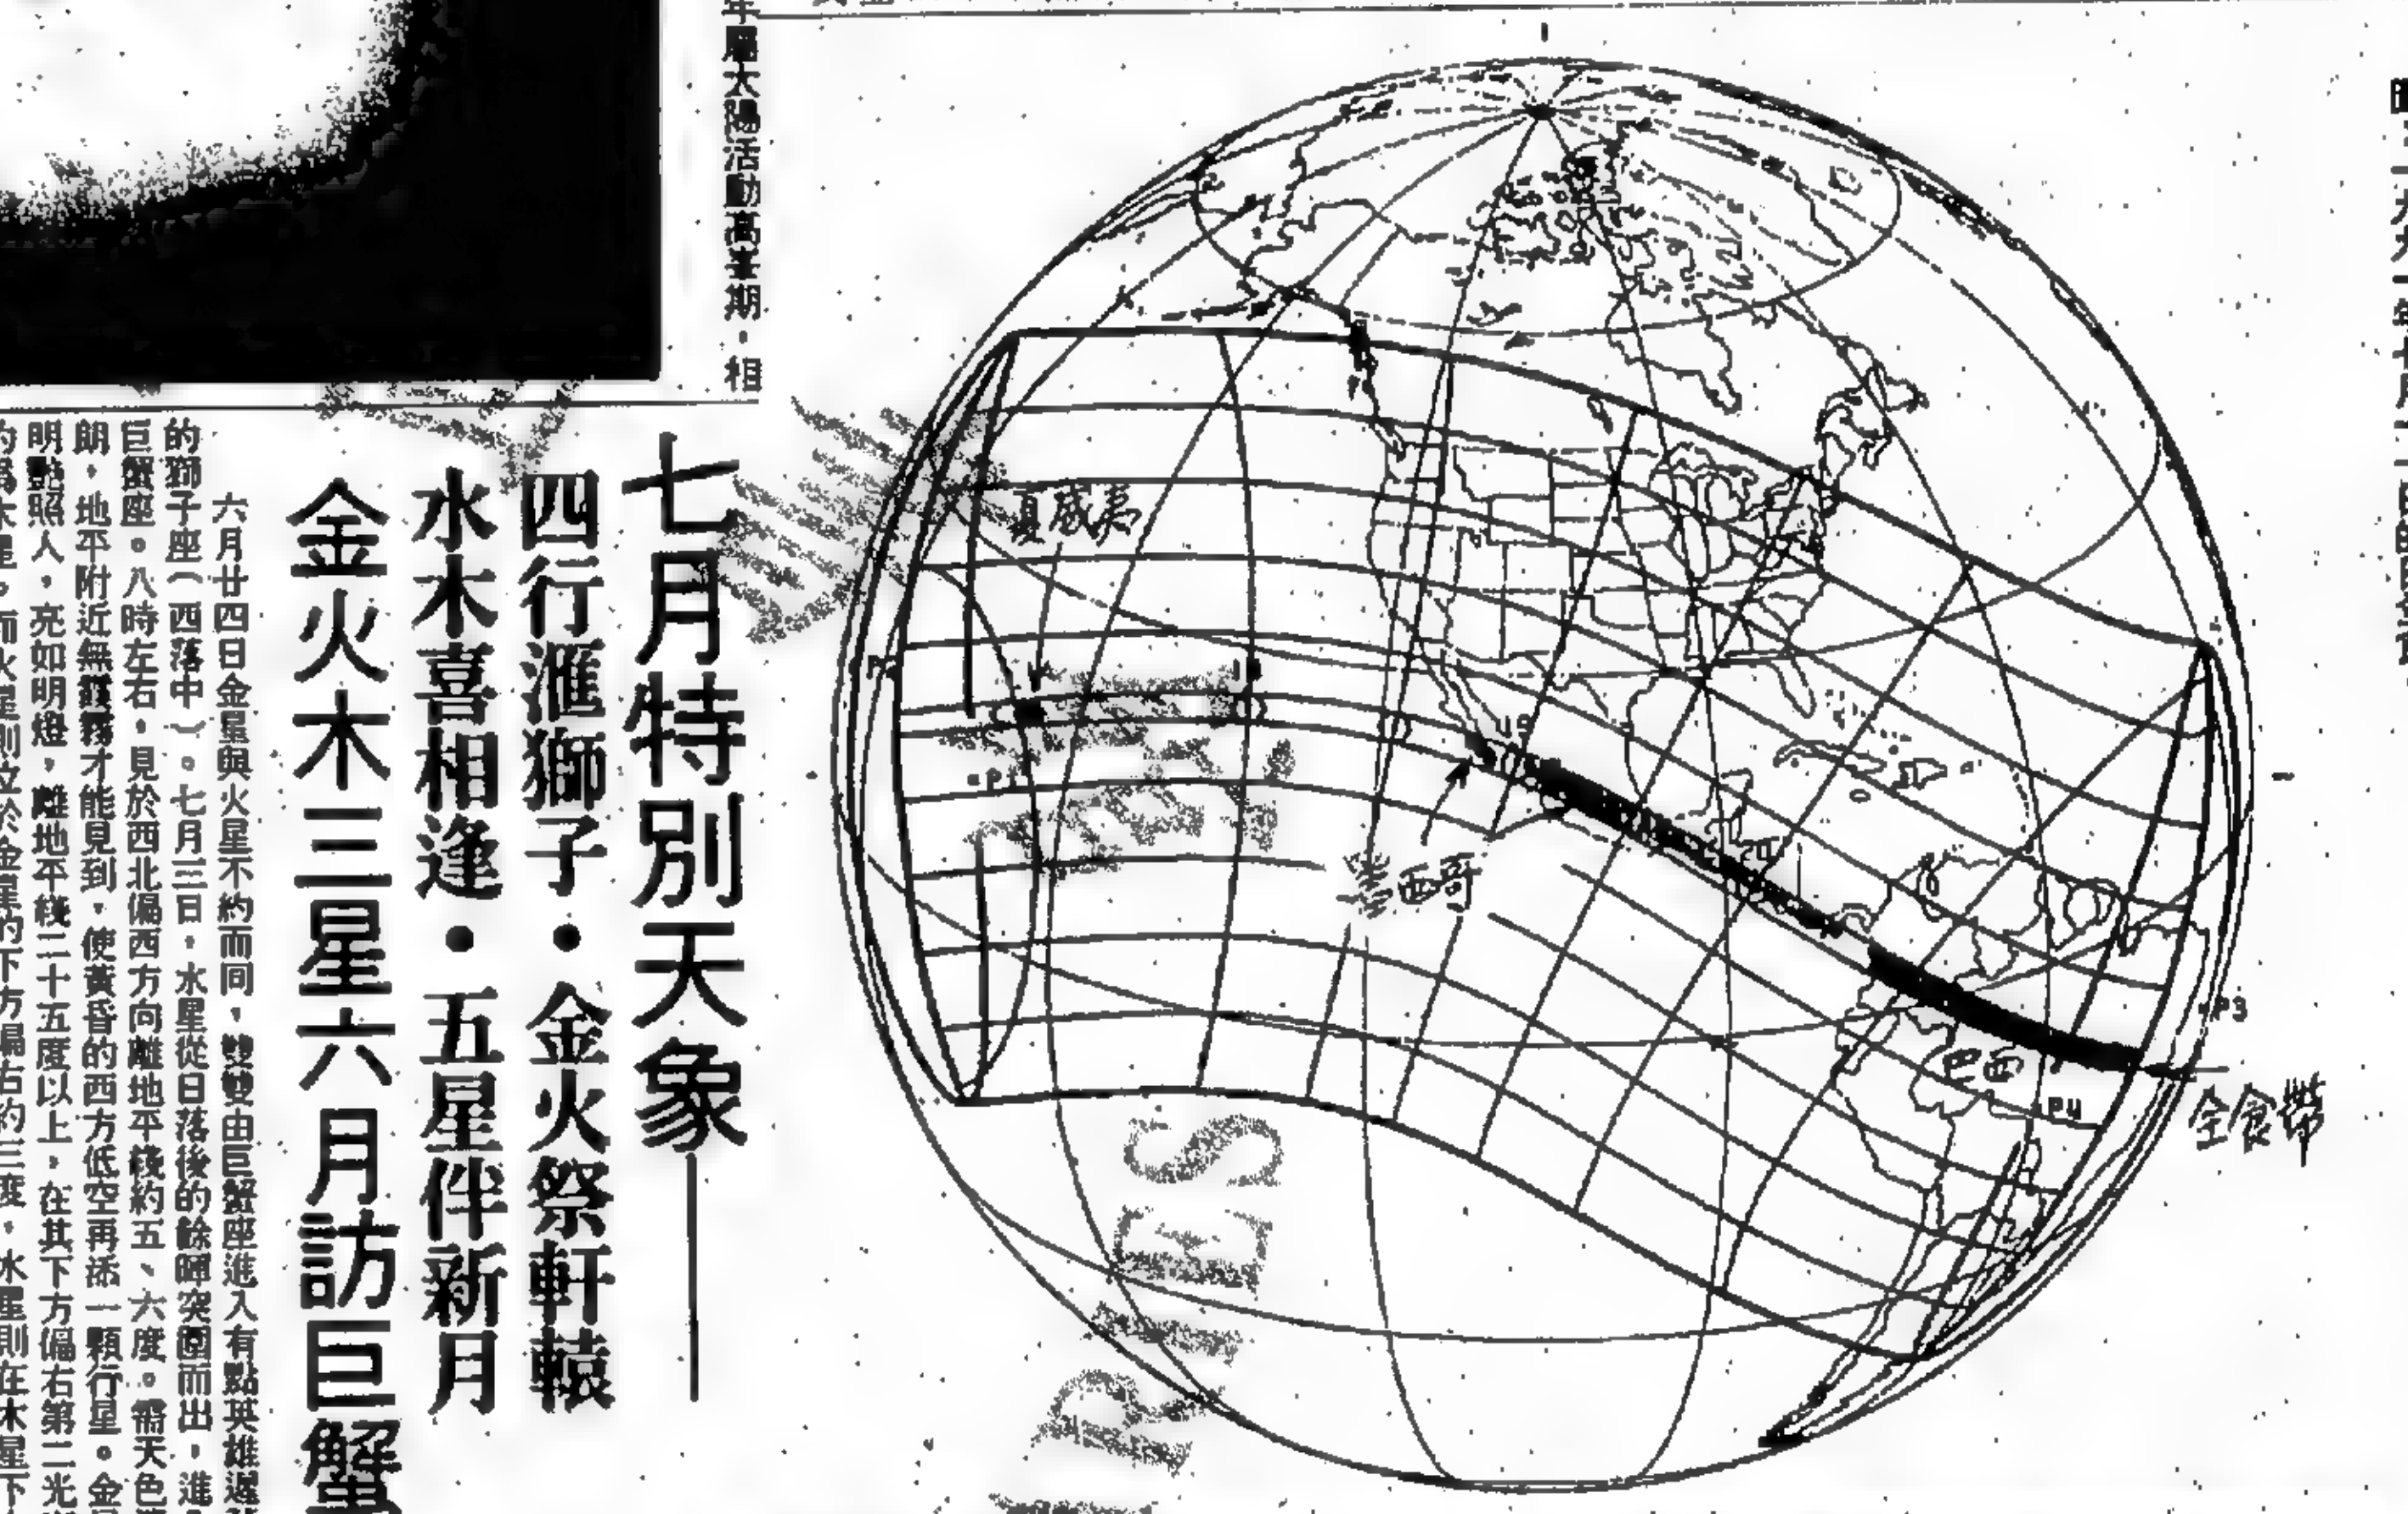 年屬太陽活動高峯期，相
夏威夷
墨西哥
P1
US
P3
巴西
P4
全食帶
七月特別天象——
四行滙獅子・金火祭軒轅
水木喜相逢・五星伴新月
金火木三星六月訪巨蟹
六月廿四日金星與火星不約而同，雙雙由巨蟹座進入有點英雄遲
的獅子座（西落中）。七月三日，水星從日落後的餘暉突圍而出，進
巨蟹座。八時左右，見於西北偏西方向離地平綫約五、六度。需天色
朗，地平附近無霧才能見到，使黃昏的西方低空再添一顆行星。金
明艷照人，亮如明燈，離地平綫二十五度以上，在其下方偏右第二光
的爲木星，而火星則位於金星的下方偏右約三度，水星則在木星下
ES